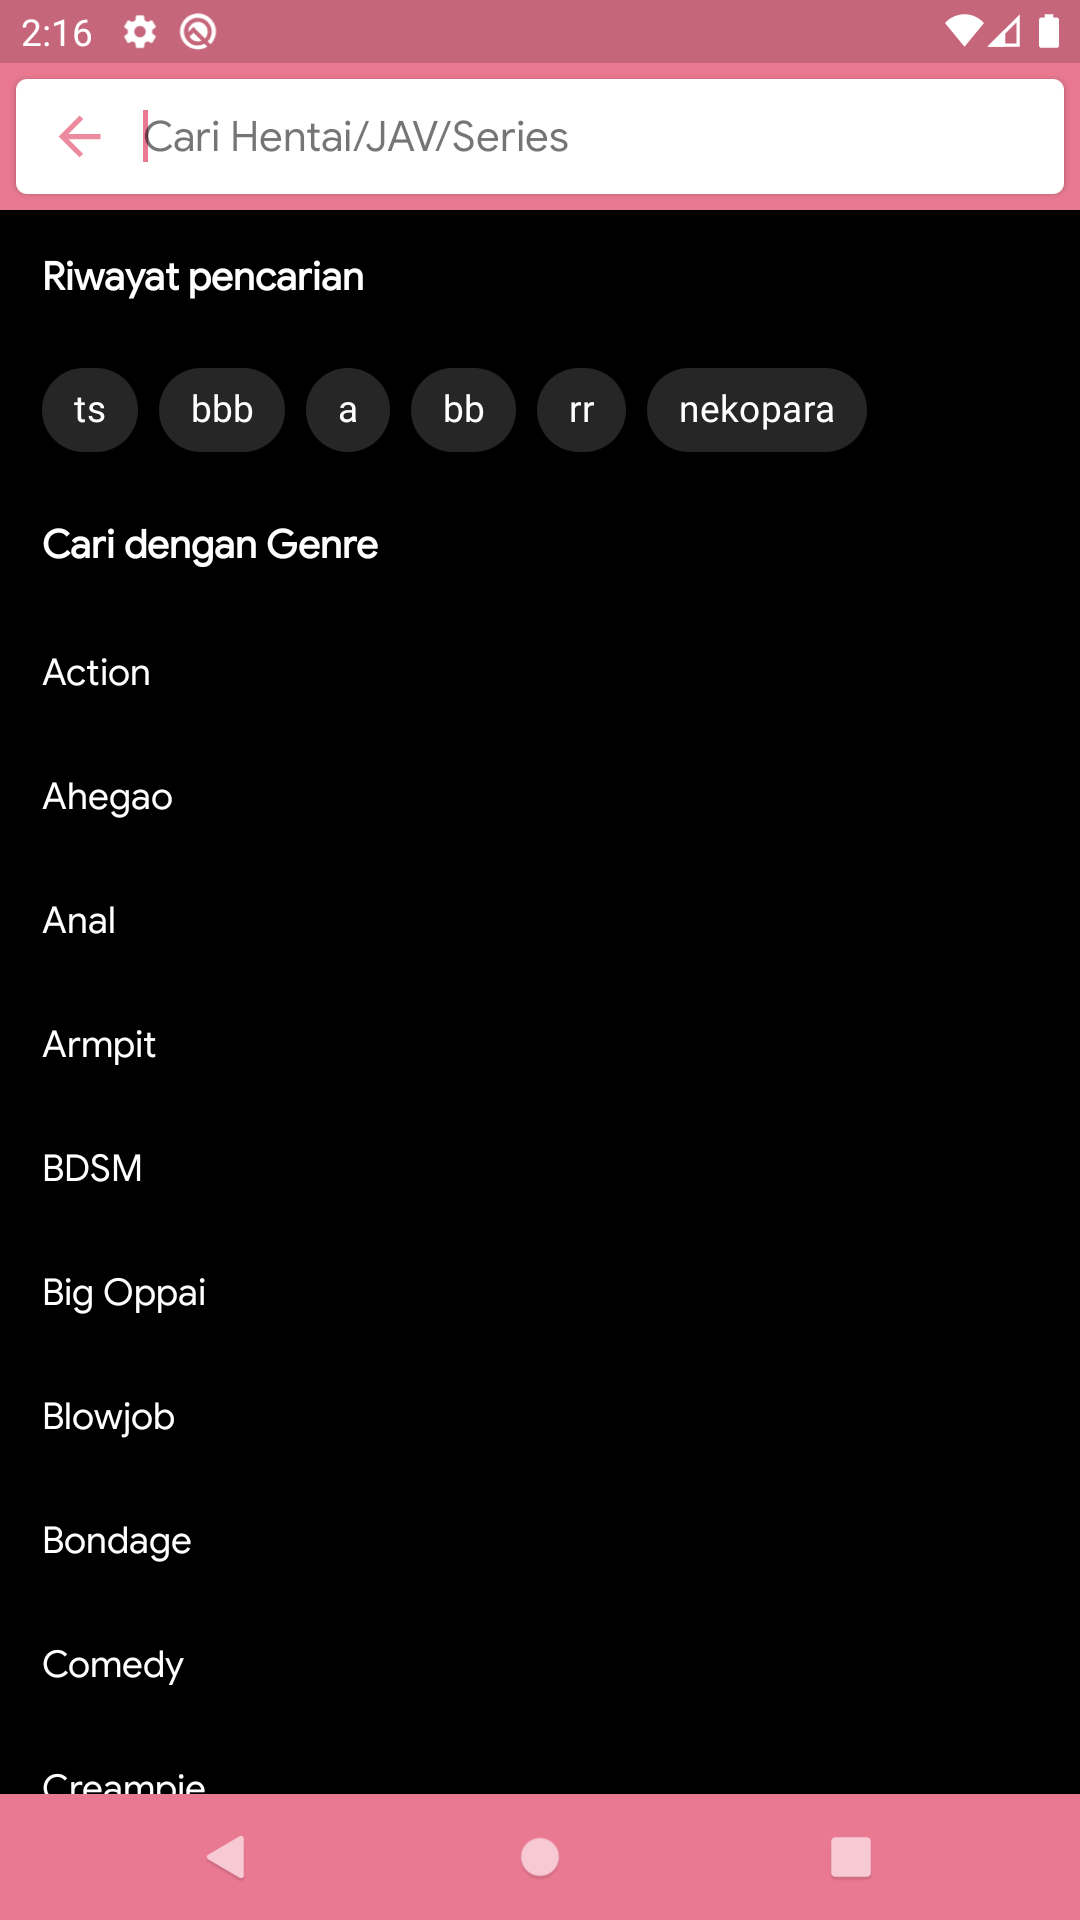 2:16
Cari Hentai/JAV/Series
Riwayat pencarian
ts bbb a bb rr nekopara
Cari dengan Genre
Action
Ahegao
Anal
Armpit
BDSM
Big Oppai
Blowjob
Bondage
Comedy
Creampie